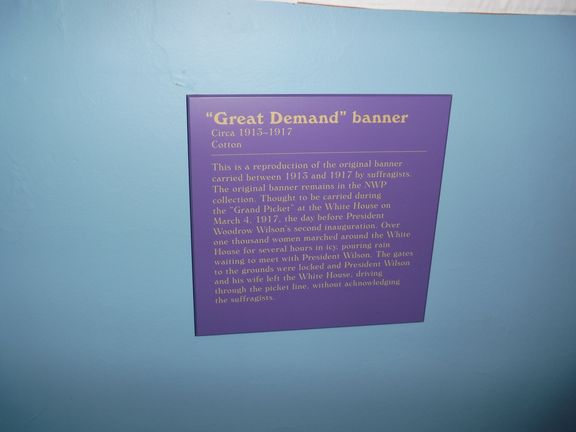 “Great Demand” banner
Circa 1913–1917
Cotton
This is a reproduction of the original banner
carried between 1913 and 1917 by suffragists.
The original banner remains in the NWP
collection. Thought to be carried during
the “Grand Picket” at the White House on
March 4, 1917, the day before President
Woodrow Wilson’s second inauguration. Over
one thousand women marched around the White
House for several hours in icy, pouring rain
waiting to meet with President Wilson. The gates
to the grounds were locked and President Wilson
and his wife left the White House, driving
through the picket line, without acknowledging
the suffragists.